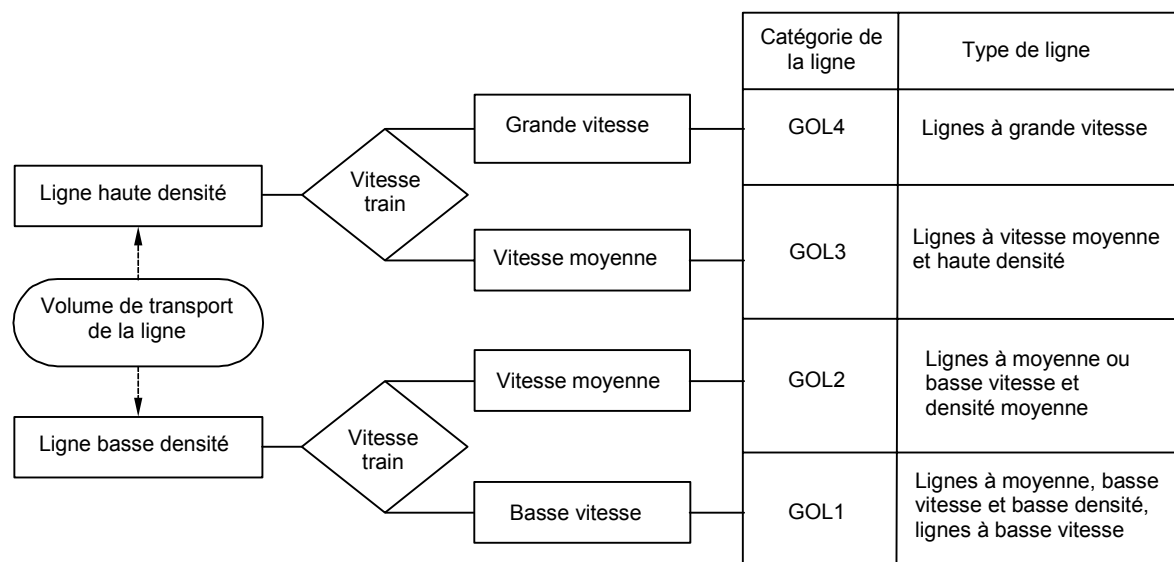 Catégorie de
la ligne
Type de ligne
Grande vitesse
GOL4
Lignes à grande vitesse
Ligne haute densité
Vitesse
train
Vitesse moyenne
GOL3
Lignes à vitesse moyenne
et haute densité
Volume de transport
de la ligne
Vitesse moyenne
GOL2
Lignes à moyenne ou
basse vitesse et
densité moyenne
Ligne basse densité
Vitesse
train
Basse vitesse
GOL1
Lignes à moyenne, basse
vitesse et basse densité,
lignes à basse vitesse